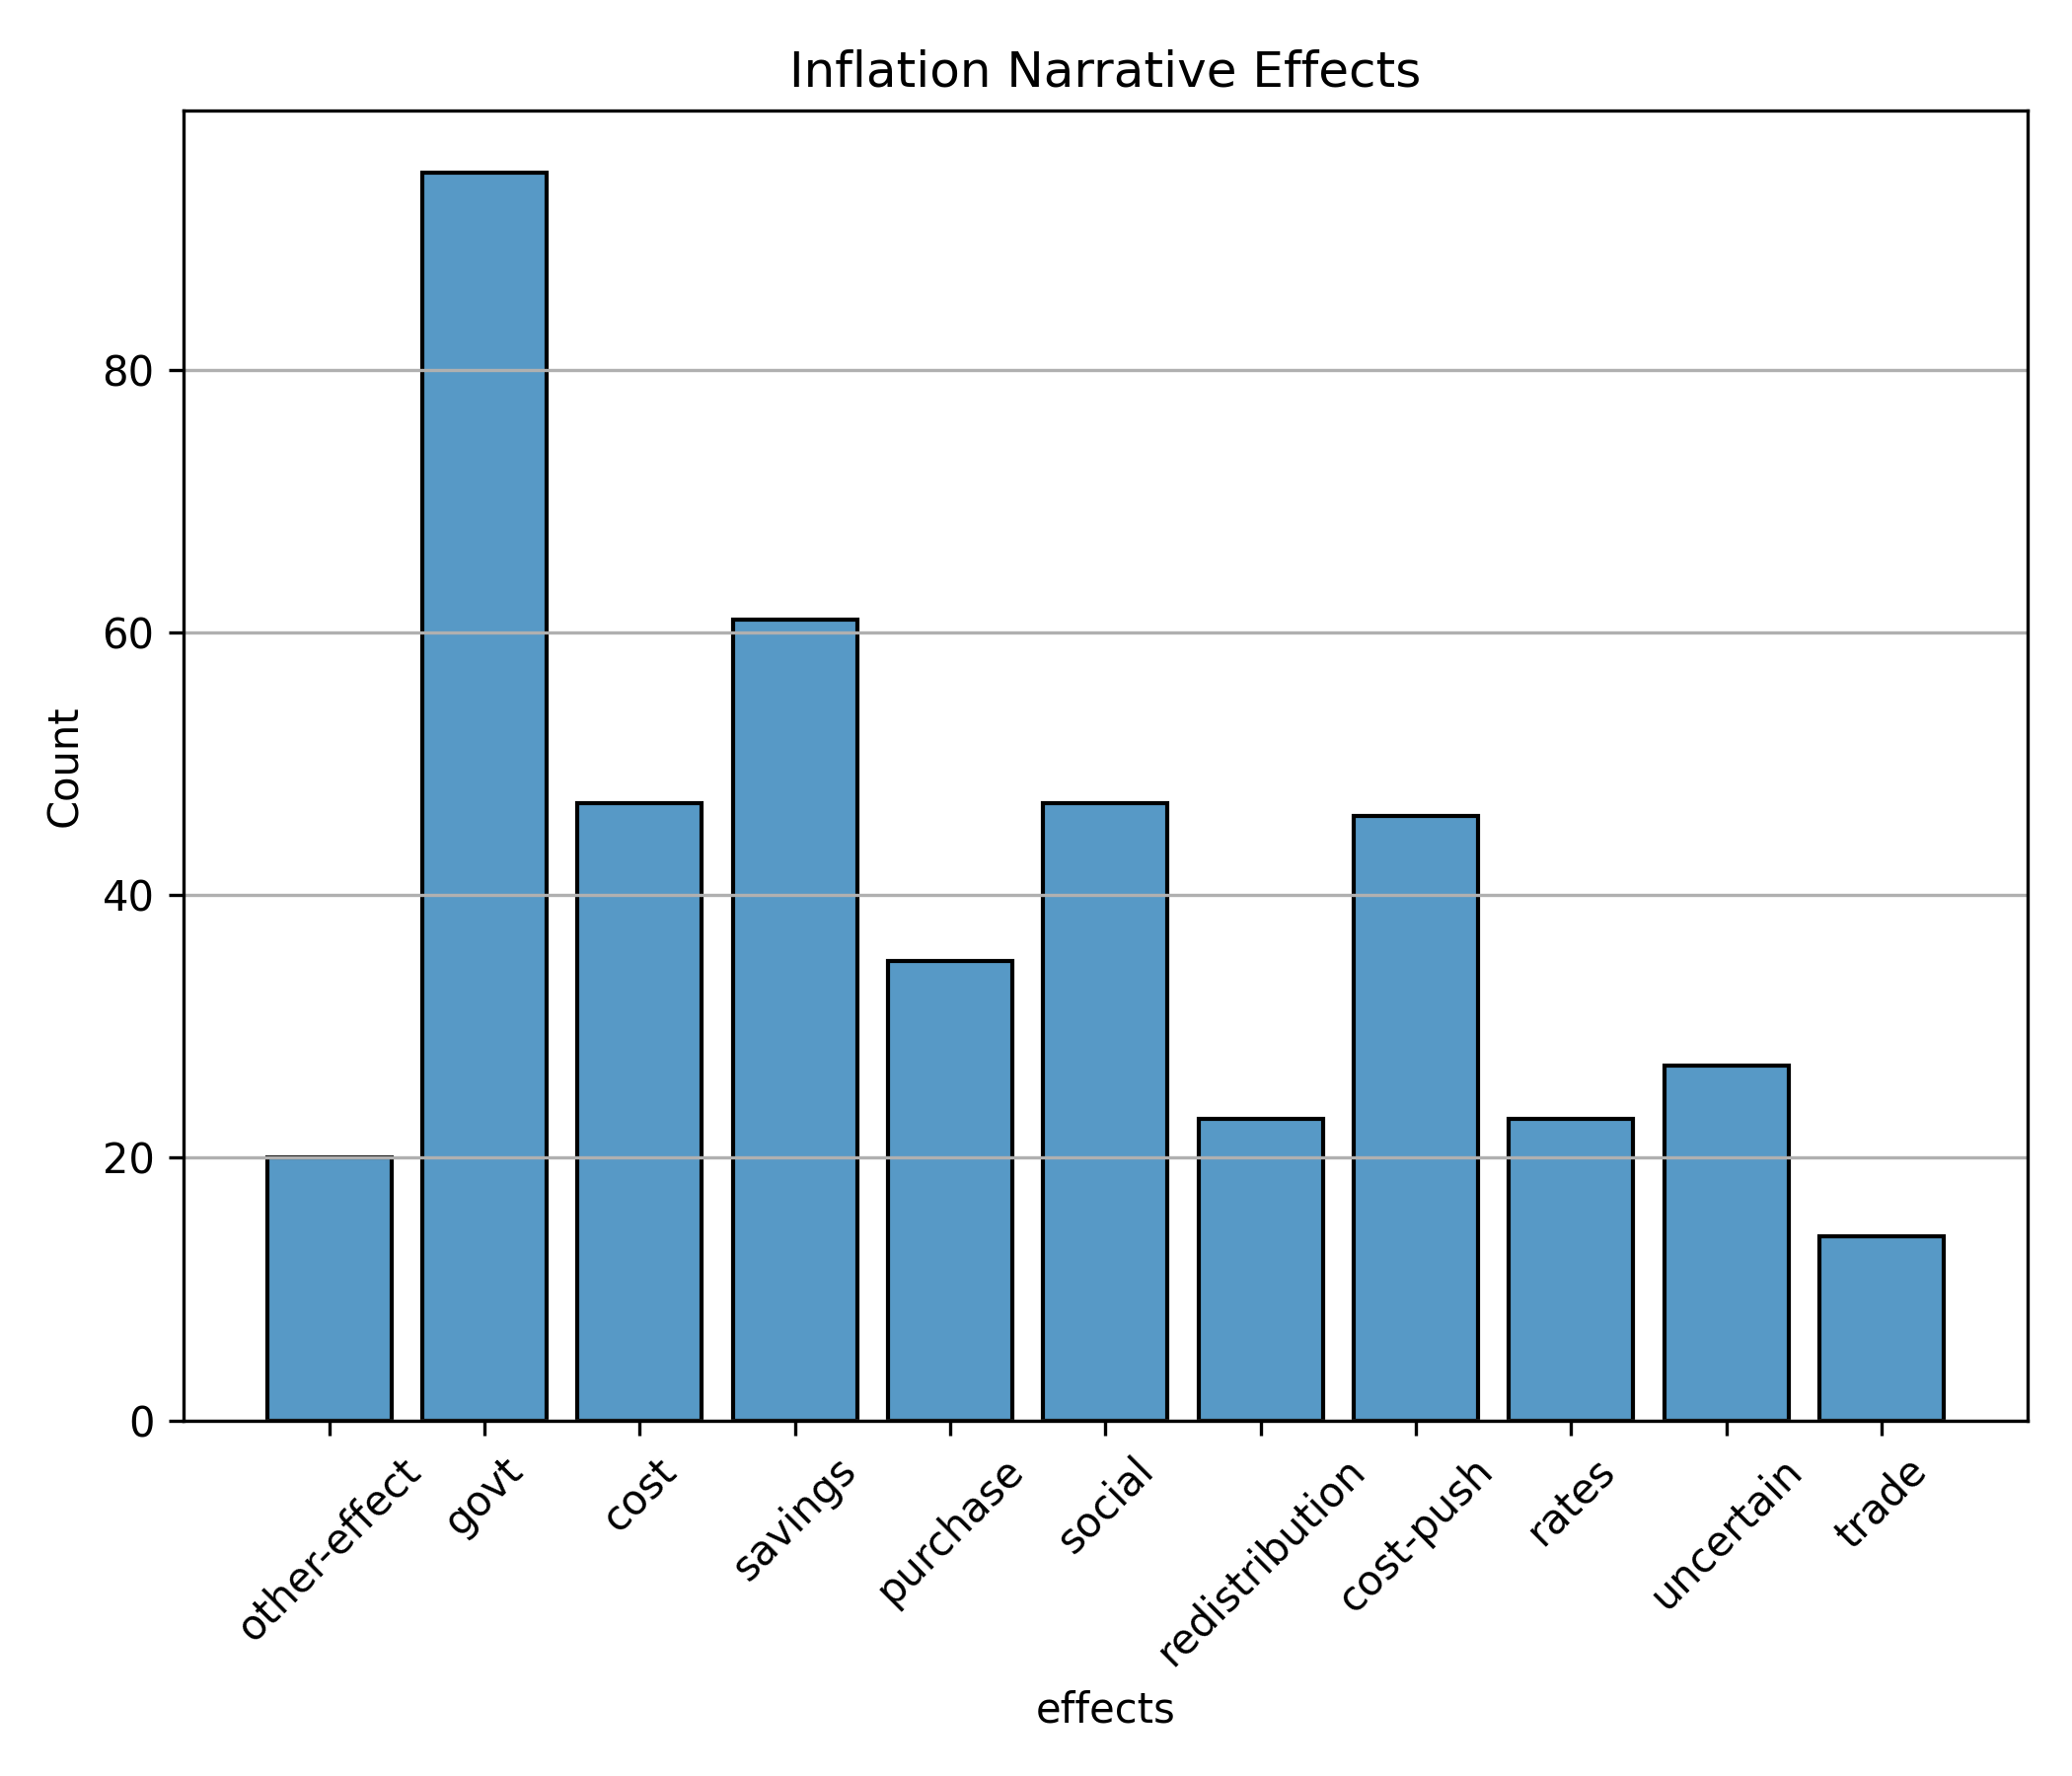 Inflation Narrative Effects
Count
80
60
40
20
0
other-effect
govt
cost
savings
purchase
social
redistribution
cost-push
rates
uncertain
trade
effects